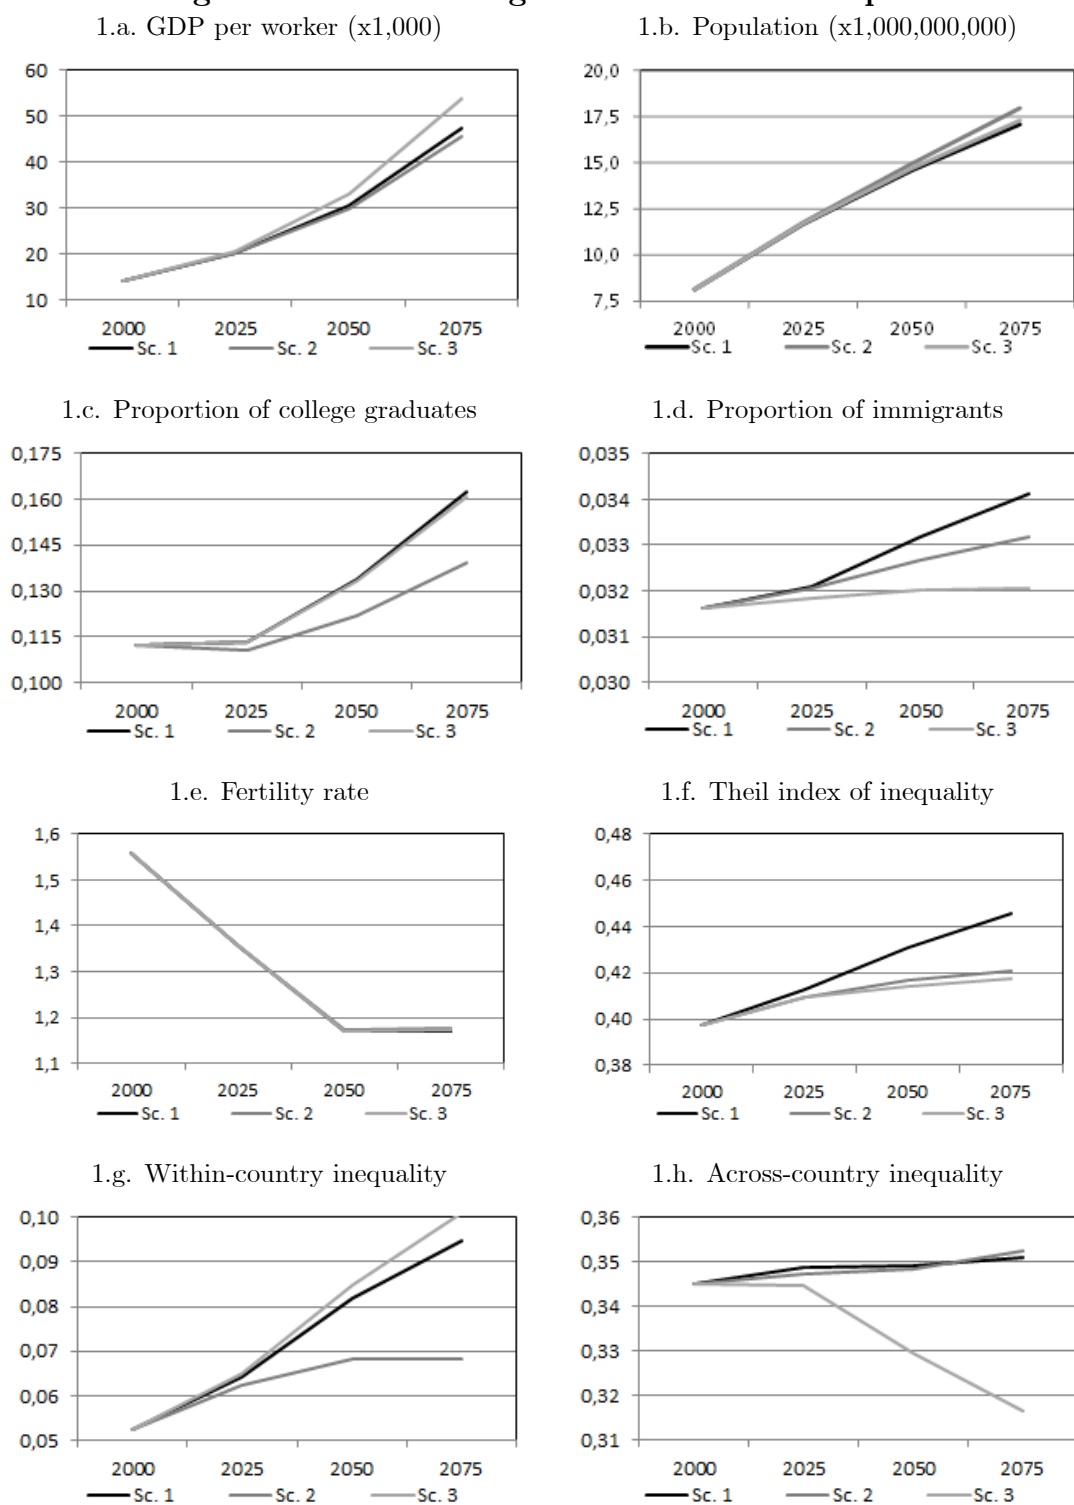 1.a. GDP per worker (x1,000)
60
50
40
30
20
10
2000 2025 2050 2075
Sc. 1 Sc. 2 Sc. 3
1.b. Population (x1,000,000,000)
20,0
17,5
15,0
12,5
10,0
7,5
2000 2025 2050 2075
Sc. 1 Sc. 2 Sc. 3
1.c. Proportion of college graduates
0,175
0,160
0,145
0,130
0,115
0,100
2000 2025 2050 2075
Sc. 1 Sc. 2 Sc. 3
1.d. Proportion of immigrants
0,035
0,034
0,033
0,032
0,031
0,030
2000 2025 2050 2075
Sc. 1 Sc. 2 Sc. 3
1.e. Fertility rate
1,6
1,5
1,4
1,3
1,2
1,1
2000 2025 2050 2075
Sc. 1 Sc. 2 Sc. 3
1.f. Theil index of inequality
0,48
0,46
0,44
0,42
0,40
0,38
2000 2025 2050 2075
Sc. 1 Sc. 2 Sc. 3
1.g. Within-country inequality
0,10
0,09
0,08
0,07
0,06
0,05
2000 2025 2050 2075
Sc. 1 Sc. 2 Sc. 3
1.h. Across-country inequality
0,36
0,35
0,34
0,33
0,32
0,31
2000 2025 2050 2075
Sc. 1 Sc. 2 Sc. 3